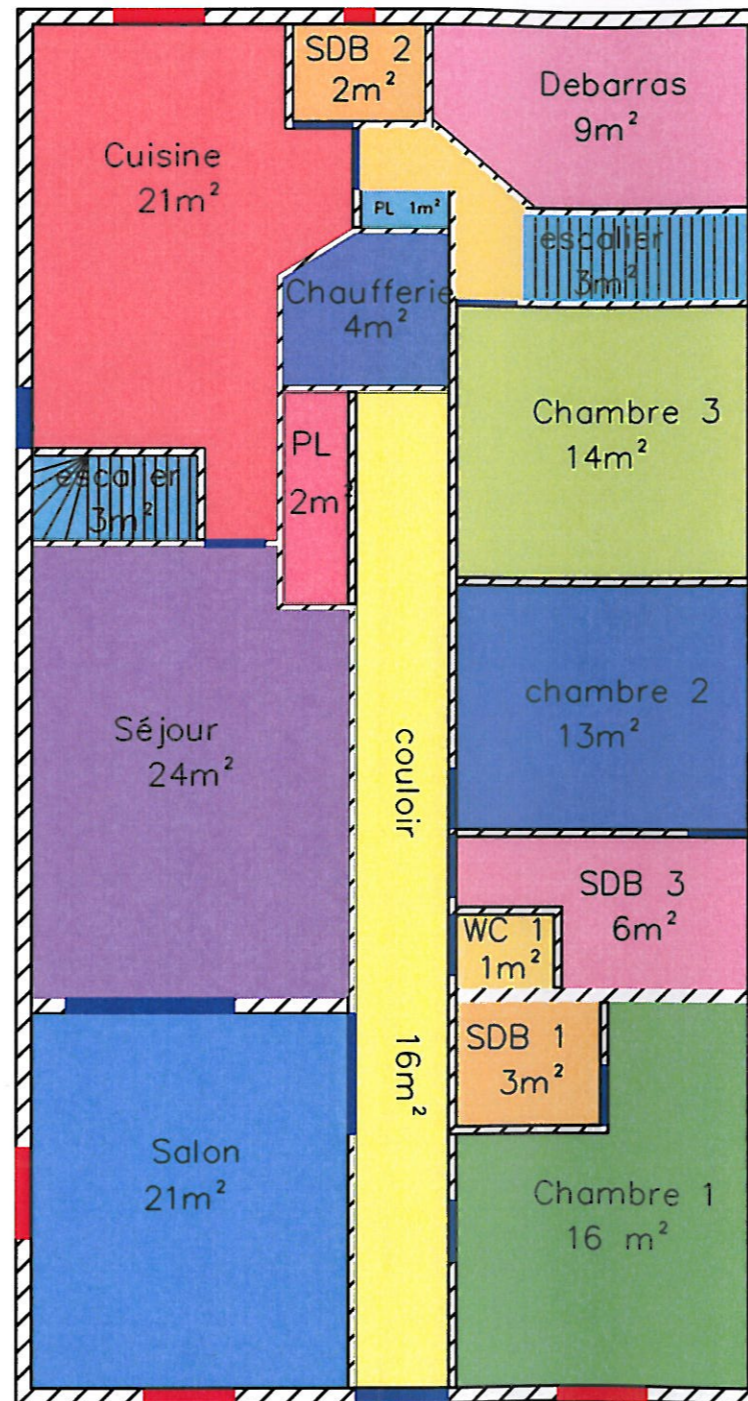 SDB 2
2m²
Debarras
9m²
Cuisine
21m²
PL 1m²
escalier
3m²
Chaufferie
4m²
Chambre 3
14m²
PL
2m²
escalier
3m²
chambre 2
13m²
Séjour
24m²
couloir
16m²
SDB 3
6m²
WC 1
1m²
SDB 1
3m²
Salon
21m²
Chambre 1
16 m²